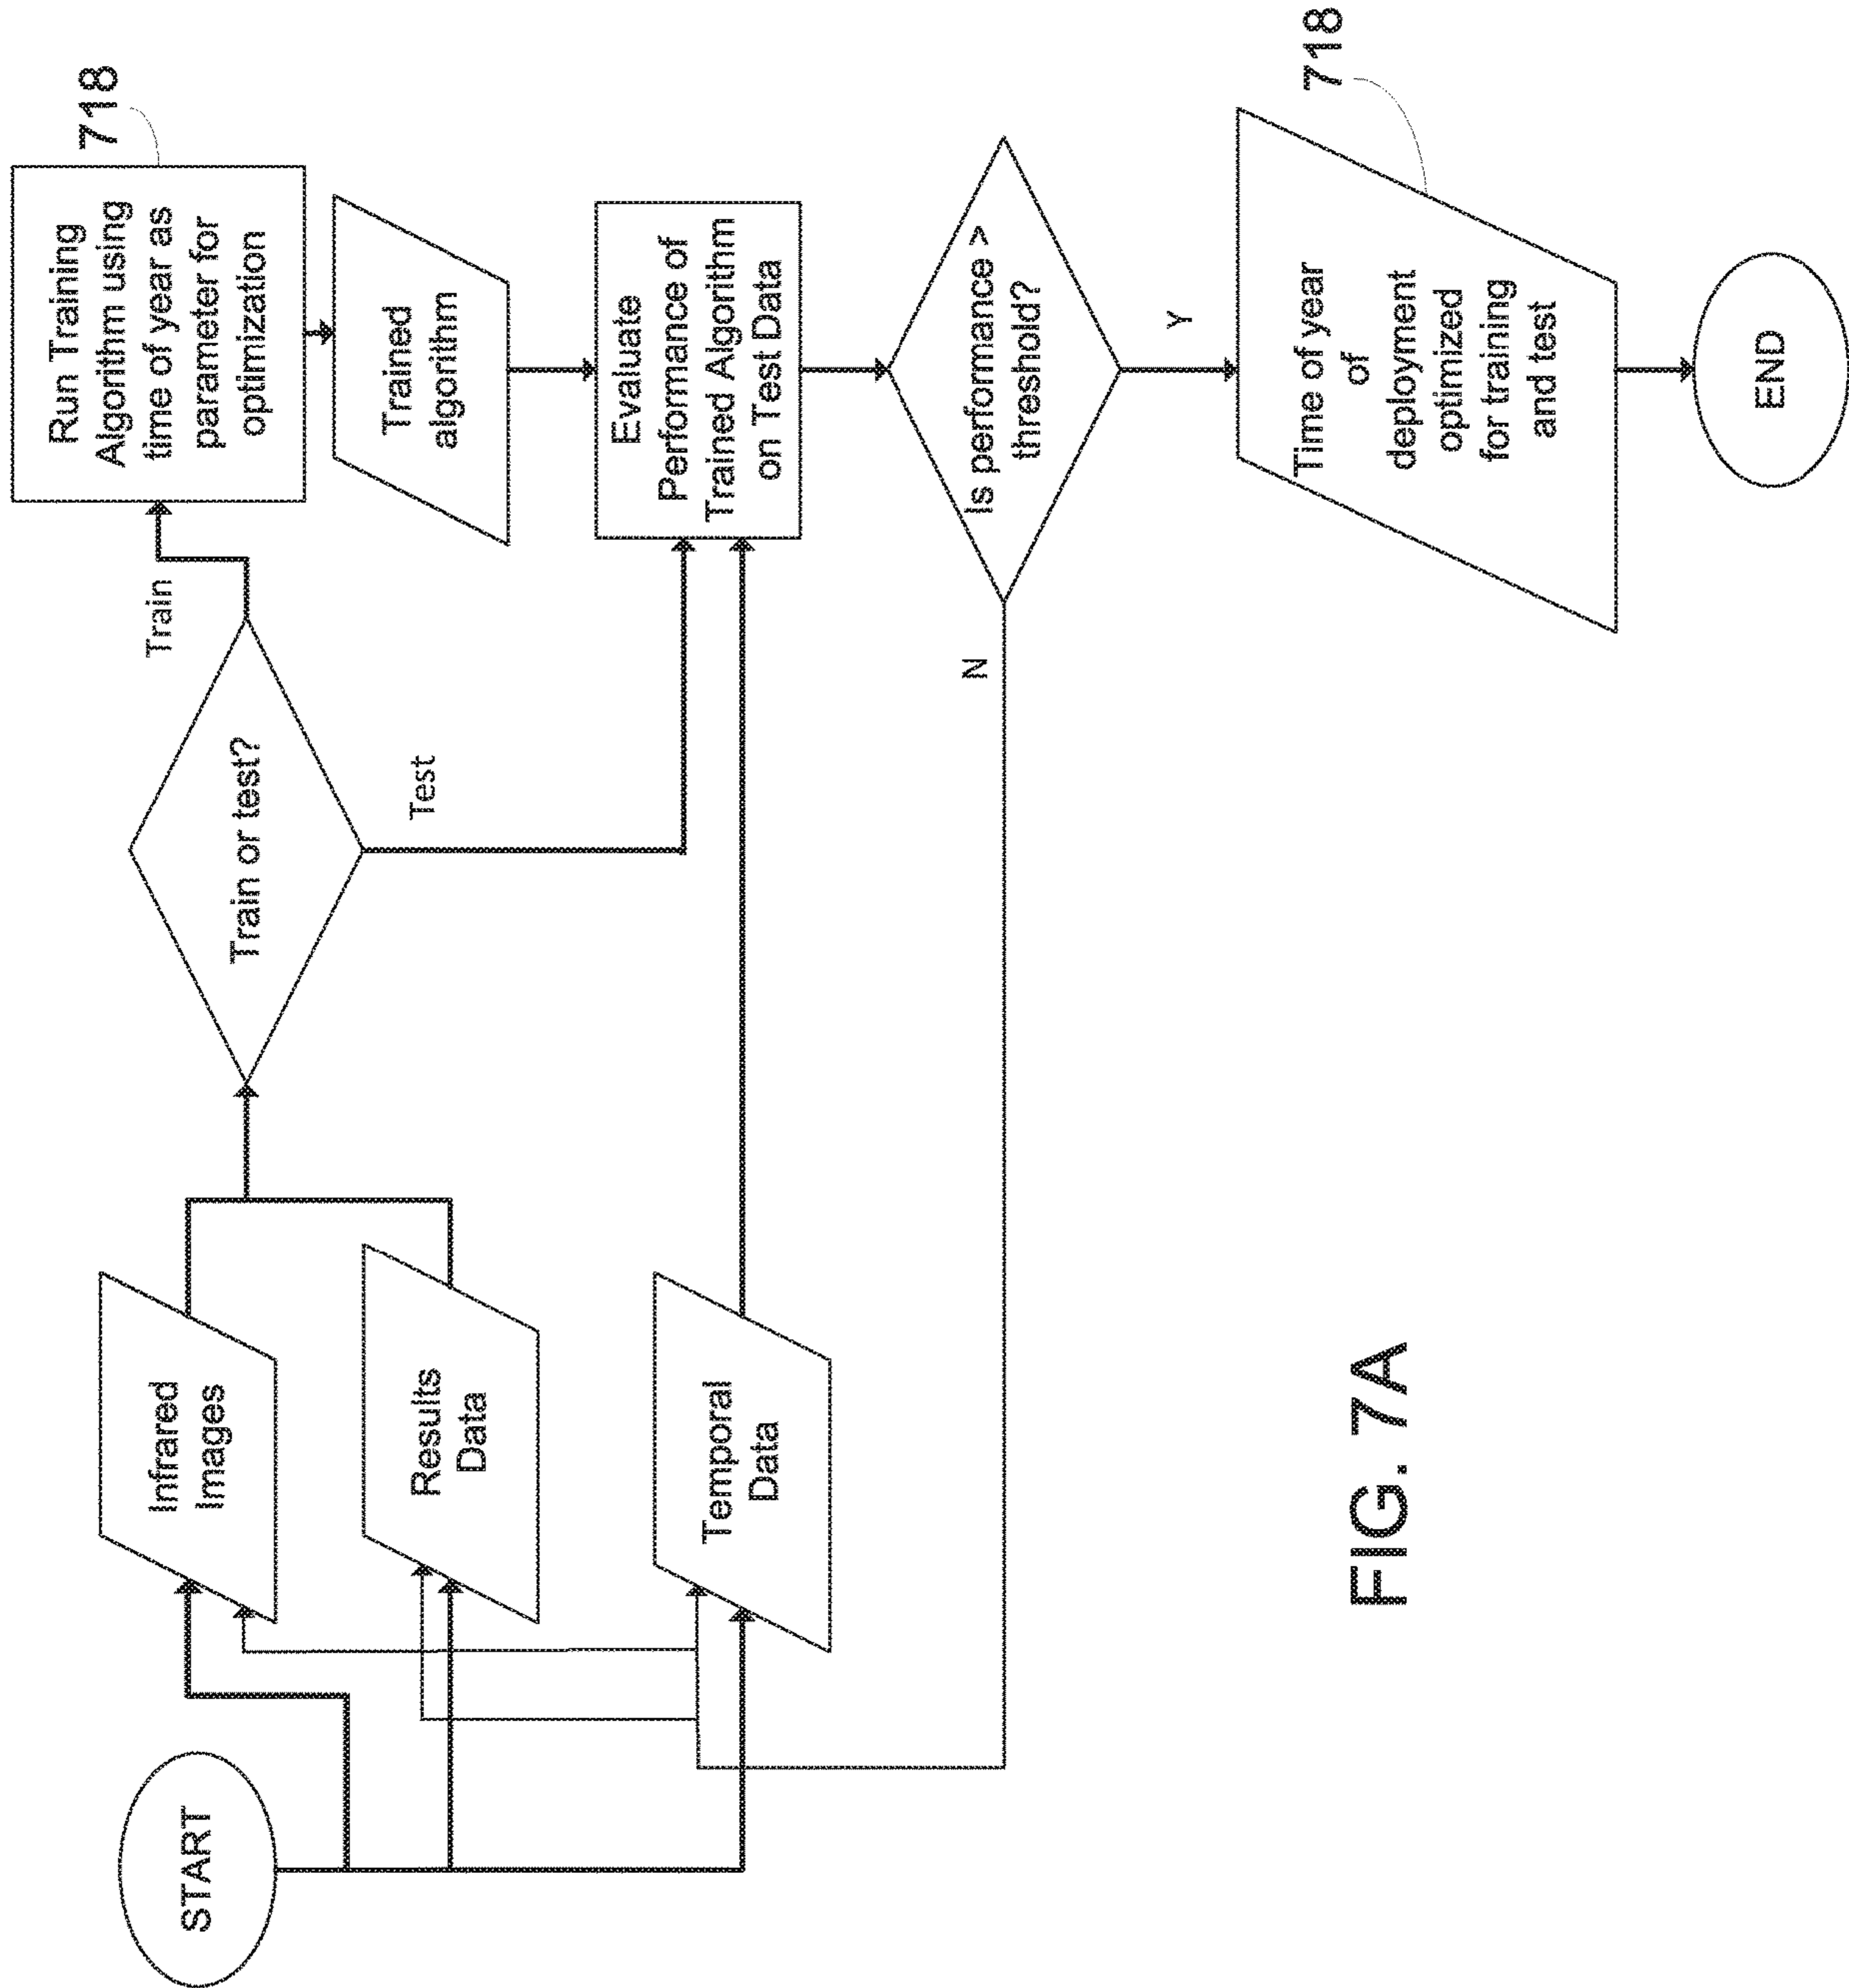 START
Infrared
Images
Results
Data
Temporal
Data
Train or test?
Train
Test
Run Training
Algorithm using
time of year as
parameter for
optimization
718
Trained
algorithm
Evaluate
Performance of
Trained Algorithm
on Test Data
Is performance >
threshold?
N
Y
Time of year
of
deployment
optimized
for training
and test
718
END
FIG. 7A